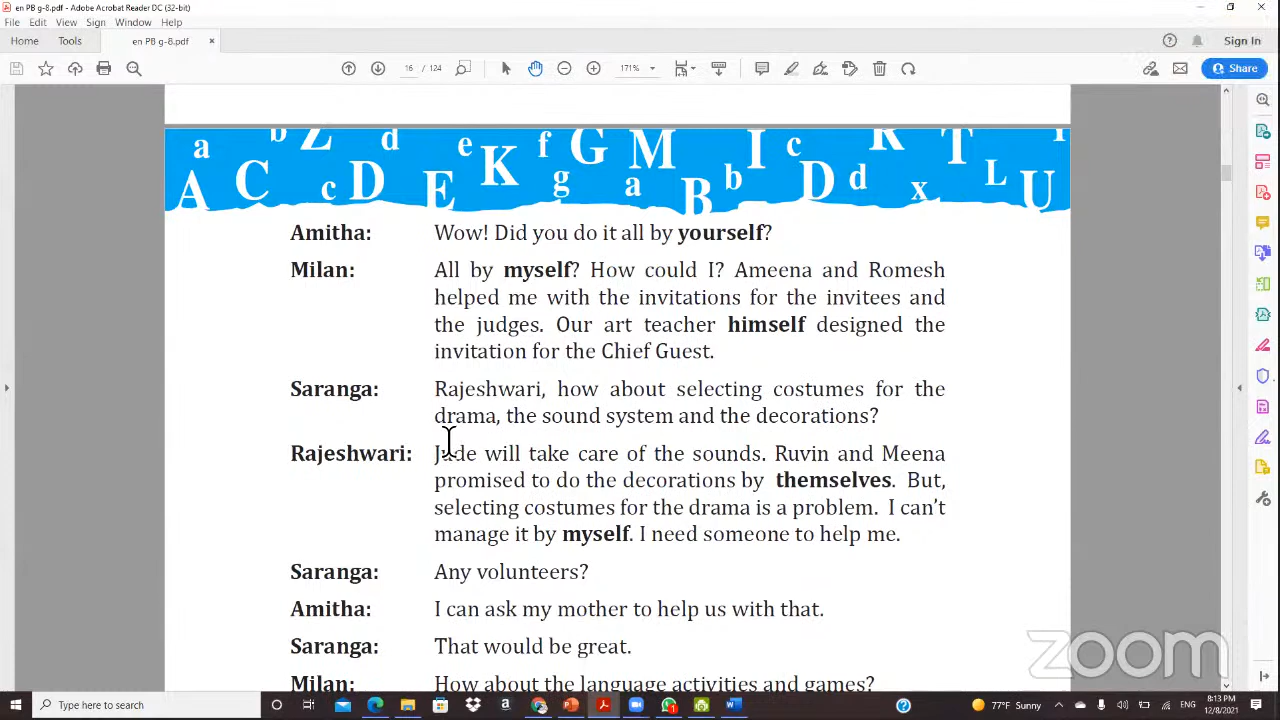 en PB g-8.pdf - Adobe Acrobat Reader DC (32-bit)
File Edit View Sign Window Help
Home Tools en PB g-8.pdf × Sign In
16 / 124 171% Share
a b Z d e f G M I c R T
A C c D E K g a B b D d x L U
Amitha: Wow! Did you do it all by yourself?
Milan: All by myself? How could I? Ameena and Romesh
helped me with the invitations for the invitees and
the judges. Our art teacher himself designed the
invitation for the Chief Guest.
Saranga: Rajeshwari, how about selecting costumes for the
drama, the sound system and the decorations?
Rajeshwari: Jude will take care of the sounds. Ruvin and Meena
promised to do the decorations by themselves. But,
selecting costumes for the drama is a problem. I can't
manage it by myself. I need someone to help me.
Saranga: Any volunteers?
Amitha: I can ask my mother to help us with that.
Saranga: That would be great.
Milan: How about the language activities and games?
zoom
Type here to search
77°F Sunny
8:13 PM
12/8/2021